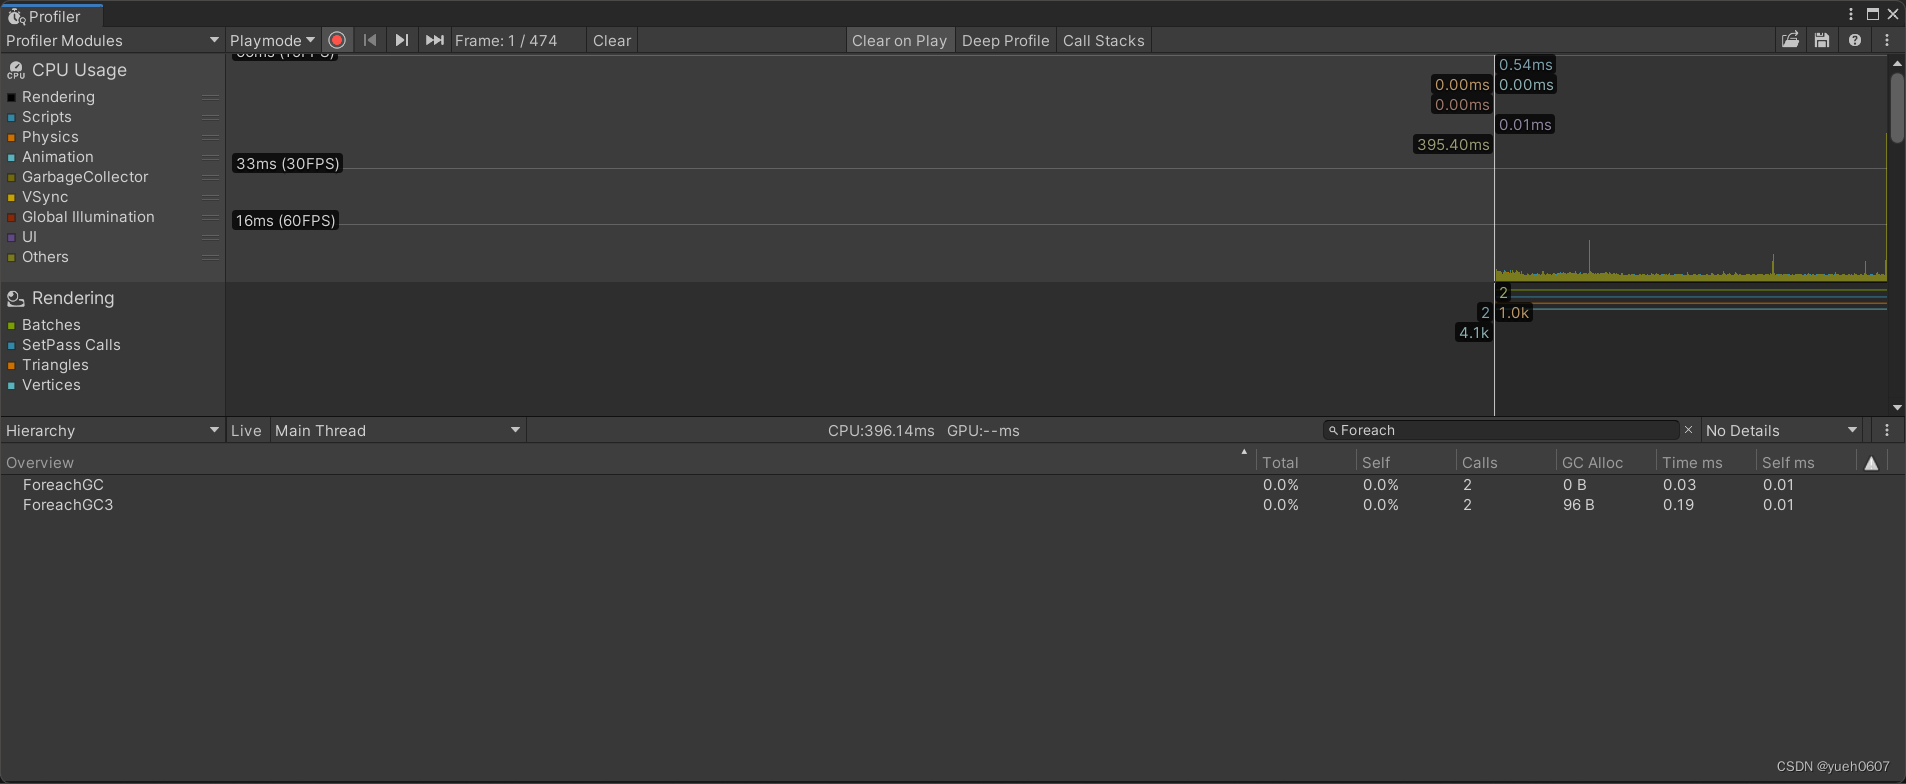 Profiler
Profiler Modules Playmode Frame: 1 / 474 Clear Clear on Play Deep Profile Call Stacks
CPU Usage
Rendering
Scripts
Physics
Animation
GarbageCollector
VSync
Global Illumination
UI
Others
33ms (30FPS)
16ms (60FPS)
0.54ms
0.00ms 0.00ms
0.00ms
0.01ms
395.40ms
Rendering
Batches
SetPass Calls
Triangles
Vertices
2
2 1.0k
4.1k
Hierarchy Live Main Thread CPU:396.14ms GPU:--ms Foreach No Details
Overview Total Self Calls GC Alloc Time ms Self ms
ForeachGC 0.0% 0.0% 2 0 B 0.03 0.01
ForeachGC3 0.0% 0.0% 2 96 B 0.19 0.01
CSDN @yueh0607